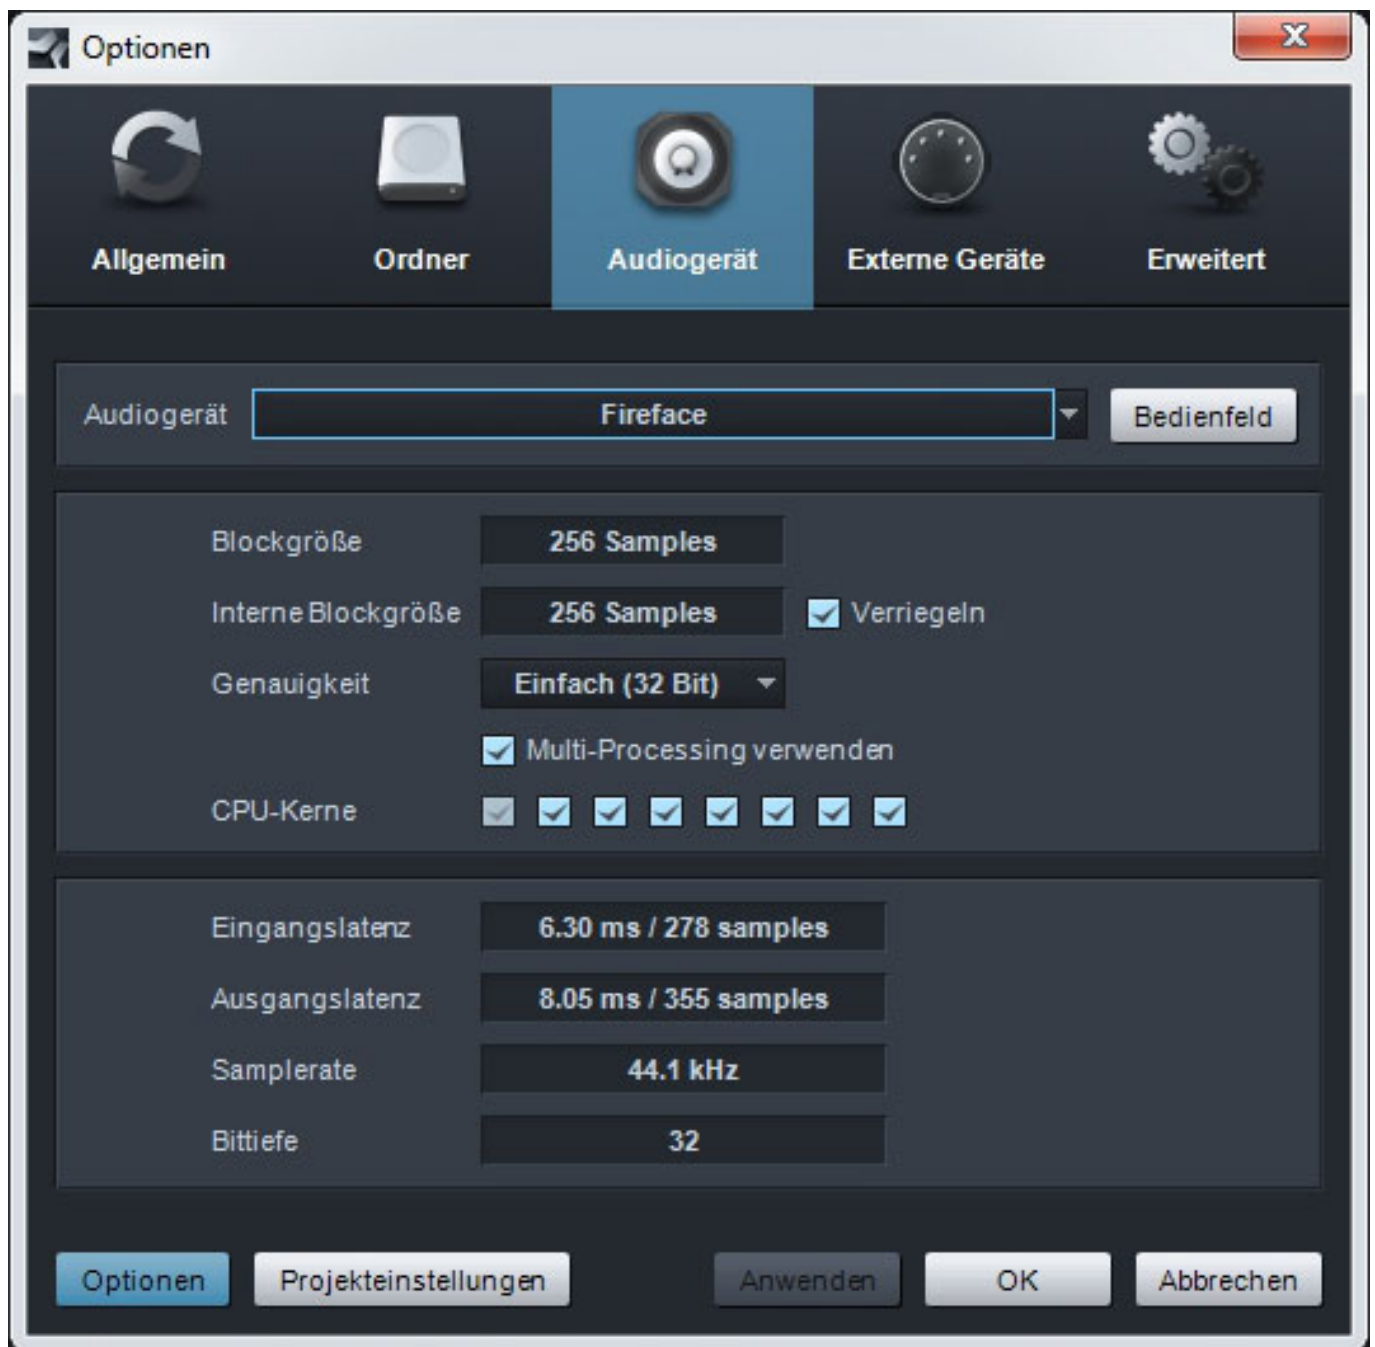 Optionen
Allgemein Ordner Audiogerät Externe Geräte Erweitert
Audiogerät Fireface Bedienfeld
Blockgröße 256 Samples
Interne Blockgröße 256 Samples Verriegeln
Genauigkeit Einfach (32 Bit)
Multi-Processing verwenden
CPU-Kerne
Eingangslatenz 6.30 ms / 278 samples
Ausgangslatenz 8.05 ms / 355 samples
Samplerate 44.1 kHz
Bittiefe 32
Optionen Projekteinstellungen Anwenden OK Abbrechen